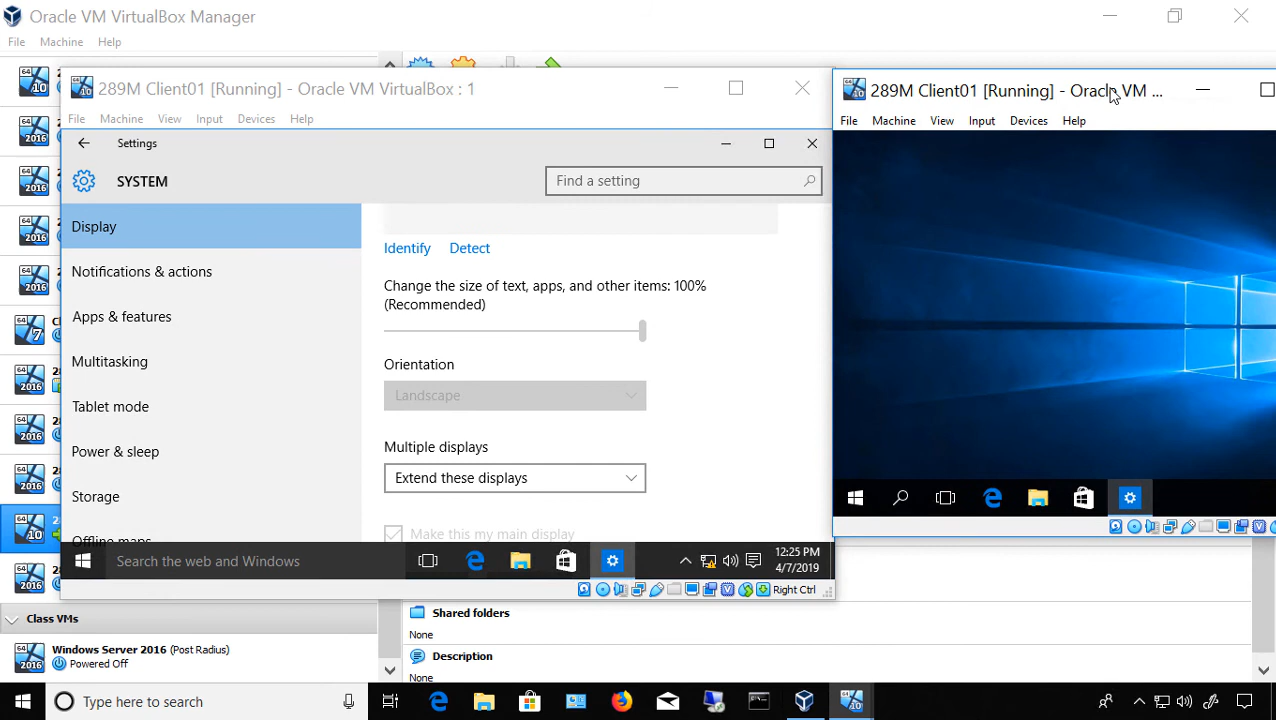 Oracle VM VirtualBox Manager
File Machine Help
289M Client01 [Running] - Oracle VM VirtualBox : 1
File Machine View Input Devices Help
Settings
SYSTEM
Find a setting
Display
Notifications & actions
Apps & features
Multitasking
Tablet mode
Power & sleep
Storage
Offline maps
Identify Detect
Change the size of text, apps, and other items: 100%
(Recommended)
Orientation
Landscape
Multiple displays
Extend these displays
Make this my main display
Search the web and Windows
12:25 PM
4/7/2019
Right Ctrl
289M Client01 [Running] - Oracle VM ...
File Machine View Input Devices Help
Class VMs
Windows Server 2016 (Post Radius)
Powered Off
Shared folders
None
Description
None
Type here to search